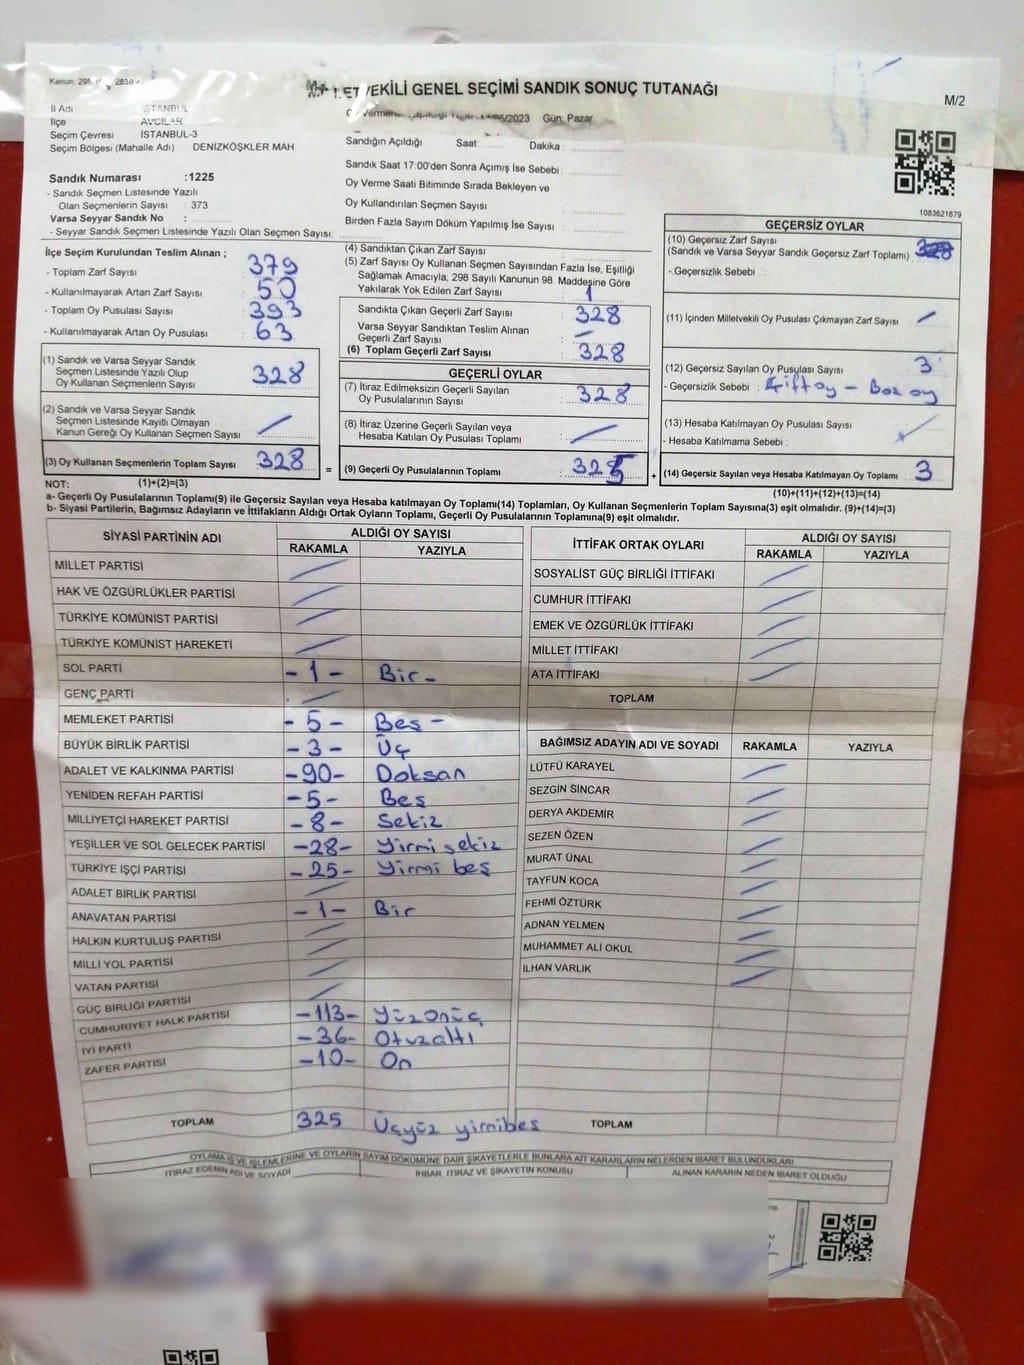 MİLLETVEKİLİ GENEL SEÇİMİ SANDIK SONUÇ TUTANAĞI
M/2
İl Adı İSTANBUL
İlçe AVCILAR
Seçim Çevresi İSTANBUL-3
Seçim Bölgesi (Mahalle Adı) DENİZKÖŞKLER MAH
Sandık Numarası :1225
- Sandık Seçmen Listesinde Yazılı
Olan Seçmenlerin Sayısı : 373
Varsa Seyyar Sandık No :
- Seyyar Sandık Seçmen Listesinde Yazılı Olan Seçmen Sayısı:
/2023 Gün: Pazar
Sandığın Açıldığı Saat: Dakika :
Sandık Saat 17:00'den Sonra Açımış İse Sebebi :
Oy Verme Saati Bitiminde Sırada Bekleyen ve
Oy Kullandırılan Seçmen Sayısı :
Birden Fazla Sayım Döküm Yapılmış İse Sayısı :
1083621679
İlçe Seçim Kurulundan Teslim Alınan ;
- Toplam Zarf Sayısı : 379
- Kullanılmayarak Artan Zarf Sayısı : 50
- Toplam Oy Pusulası Sayısı : 393
- Kullanılmayarak Artan Oy Pusulası : 63
(1) Sandık ve Varsa Seyyar Sandık
Seçmen Listesinde Yazılı Olup
Oy Kullanan Seçmenlerin Sayısı 328
(2) Sandık ve Varsa Seyyar Sandık
Seçmen Listesinde Kayıtlı Olmayan
Kanun Gereği Oy Kullanan Seçmen Sayısı
(3) Oy Kullanan Seçmenlerin Toplam Sayısı 328
(4) Sandıktan Çıkan Zarf Sayısı :
(5) Zarf Sayısı Oy Kullanan Seçmen Sayısından Fazla İse, Eşitliği
Sağlamak Amacıyla; 298 Sayılı Kanunun 98. Maddesine Göre
Yakılarak Yok Edilen Zarf Sayısı : 1
Sandıkta Çıkan Geçerli Zarf Sayısı : 328
Varsa Seyyar Sandıktan Teslim Alınan
Geçerli Zarf Sayısı : –
(6) Toplam Geçerli Zarf Sayısı : 328
GEÇERLİ OYLAR
(7) İtiraz Edilmeksizin Geçerli Sayılan
Oy Pusulalarının Sayısı : 328
(8) İtiraz Üzerine Geçerli Sayılan veya
Hesaba Katılan Oy Pusulası Toplamı :
= (9) Geçerli Oy Pusulalarının Toplamı : 325
GEÇERSİZ OYLAR
(10) Geçersiz Zarf Sayısı
(Sandık ve Varsa Seyyar Sandık Geçersiz Zarf Toplamı) :
- Geçersizlik Sebebi :
(11) İçinden Milletvekili Oy Pusulası Çıkmayan Zarf Sayısı :
(12) Geçersiz Sayılan Oy Pusulası Sayısı : 3
- Geçersizlik Sebebi : Çift oy – Boz oy
(13) Hesaba Katılmayan Oy Pusulası Sayısı
- Hesaba Katılmama Sebebi :
+ (14) Geçersiz Sayılan veya Hesaba Katılmayan Oy Toplamı 3
NOT: (1)+(2)=(3)
(10)+(11)+(12)+(13)=(14)
a- Geçerli Oy Pusulalarının Toplamı(9) ile Geçersiz Sayılan veya Hesaba katılmayan Oy Toplamı(14) Toplamları, Oy Kullanan Seçmenlerin Toplam Sayısına(3) eşit olmalıdır. (9)+(14)=(3)
b- Siyasi Partilerin, Bağımsız Adayların ve İttifakların Aldığı Ortak Oyların Toplamı, Geçerli Oy Pusulalarının Toplamına(9) eşit olmalıdır.
SİYASİ PARTİNİN ADI ALDIĞI OY SAYISI
RAKAMLA YAZIYLA
MİLLET PARTİSİ
HAK VE ÖZGÜRLÜKLER PARTİSİ
TÜRKİYE KOMÜNİST PARTİSİ
TÜRKİYE KOMÜNİST HAREKETİ
SOL PARTİ -1- Bir-
GENÇ PARTİ
MEMLEKET PARTİSİ -5- Beş-
BÜYÜK BİRLİK PARTİSİ -3- Üç
ADALET VE KALKINMA PARTİSİ -90- Doksan
YENİDEN REFAH PARTİSİ -5- Beş
MİLLİYETÇİ HAREKET PARTİSİ -8- Sekiz
YEŞİLLER VE SOL GELECEK PARTİSİ -28- Yirmi sekiz
TÜRKİYE İŞÇİ PARTİSİ -25- Yirmi beş
ADALET BİRLİK PARTİSİ
ANAVATAN PARTİSİ -1- Bir
HALKIN KURTULUŞ PARTİSİ
MİLLİ YOL PARTİSİ
VATAN PARTİSİ
GÜÇ BİRLİĞİ PARTİSİ
CUMHURİYET HALK PARTİSİ -113- Yüzonüç
İYİ PARTİ -36- Otuzaltı
ZAFER PARTİSİ -10- On
TOPLAM 325 Üçyüz yirmibeş
İTTİFAK ORTAK OYLARI ALDIĞI OY SAYISI
RAKAMLA YAZIYLA
SOSYALİST GÜÇ BİRLİĞİ İTTİFAKI
CUMHUR İTTİFAKI
EMEK VE ÖZGÜRLÜK İTTİFAKI
MİLLET İTTİFAKI
ATA İTTİFAKI
TOPLAM
BAĞIMSIZ ADAYIN ADI VE SOYADI RAKAMLA YAZIYLA
LÜTFÜ KARAYEL
SEZGİN SİNCAR
DERYA AKDEMİR
SEZEN ÖZEN
MURAT ÜNAL
TAYFUN KOCA
FEHMİ ÖZTÜRK
ADNAN YELMEN
MUHAMMET ALİ OKUL
İLHAN VARLIK
TOPLAM
OYLAMA İŞ VE İŞLEMLERİNE VE OYLARIN SAYIM DÖKÜMÜNE DAİR ŞİKAYETLERLE BUNLARA AİT KARARLARIN NELERDEN İBARET BULUNDUKLARI
İTİRAZ EDENİN ADI VE SOYADI İHBAR, İTİRAZ VE ŞİKAYETİN KONUSU ALINAN KARARIN NEDEN İBARET OLDUĞU